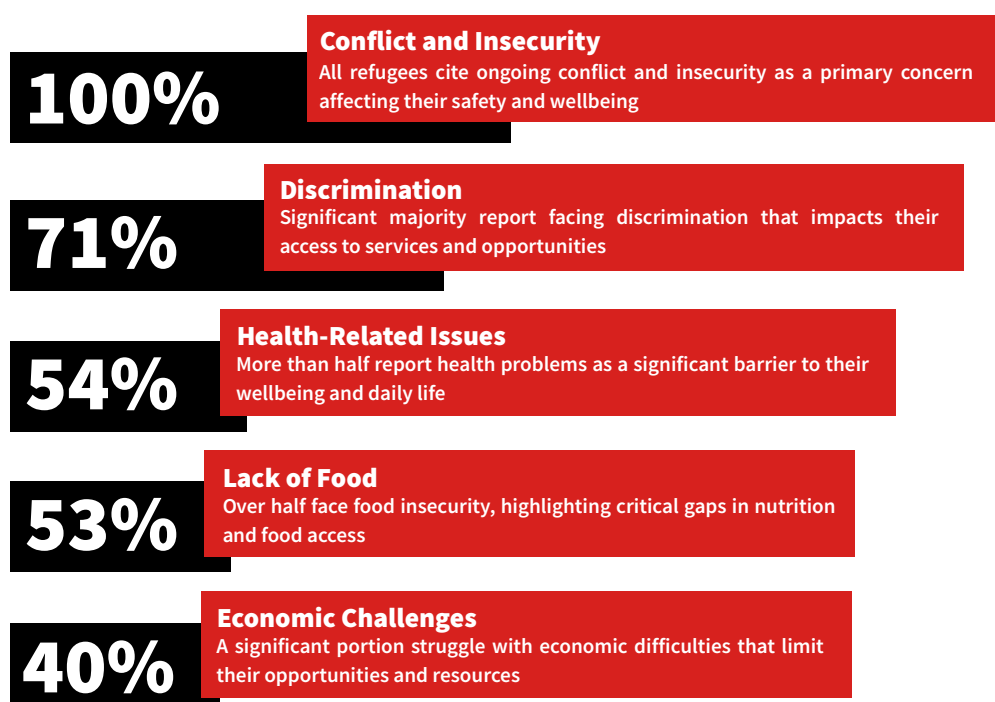 100%
Conflict and Insecurity
All refugees cite ongoing conflict and insecurity as a primary concern
affecting their safety and wellbeing
71%
Discrimination
Significant majority report facing discrimination that impacts their
access to services and opportunities
54%
Health-Related Issues
More than half report health problems as a significant barrier to their
wellbeing and daily life
53%
Lack of Food
Over half face food insecurity, highlighting critical gaps in nutrition
and food access
40%
Economic Challenges
A significant portion struggle with economic difficulties that limit
their opportunities and resources